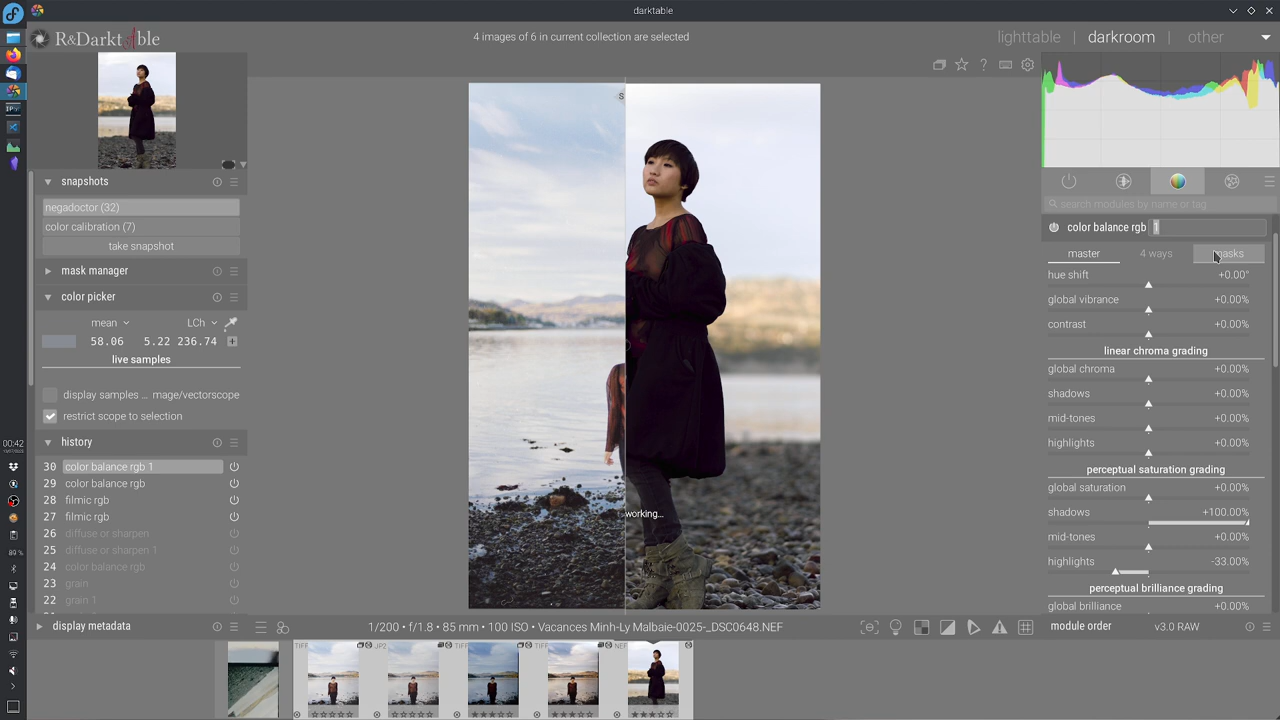 darktable
R&Darktable
4 images of 6 in current collection are selected
lighttable | darkroom | other
snapshots
negadoctor (32)
color calibration (7)
take snapshot
mask manager
color picker
mean LCh
58.06 5.22 236.74
live samples
display samples ... mage/vectorscope
restrict scope to selection
history
30 color balance rgb 1
29 color balance rgb
28 filmic rgb
27 filmic rgb
26 diffuse or sharpen
25 diffuse or sharpen 1
24 color balance rgb
23 grain
22 grain 1
display metadata
S
working...
1/200 • f/1.8 • 85 mm • 100 ISO • Vacances Minh-Ly Malbaie-0025-_DSC0648.NEF
search modules by name or tag
color balance rgb 1
master 4 ways masks
hue shift +0.00°
global vibrance +0.00%
contrast +0.00%
linear chroma grading
global chroma +0.00%
shadows +0.00%
mid-tones +0.00%
highlights +0.00%
perceptual saturation grading
global saturation +0.00%
shadows +100.00%
mid-tones +0.00%
highlights -33.00%
perceptual brilliance grading
global brilliance +0.00%
module order v3.0 RAW
00:42
89 %
TIFF JP2 TIFF TIFF NEF